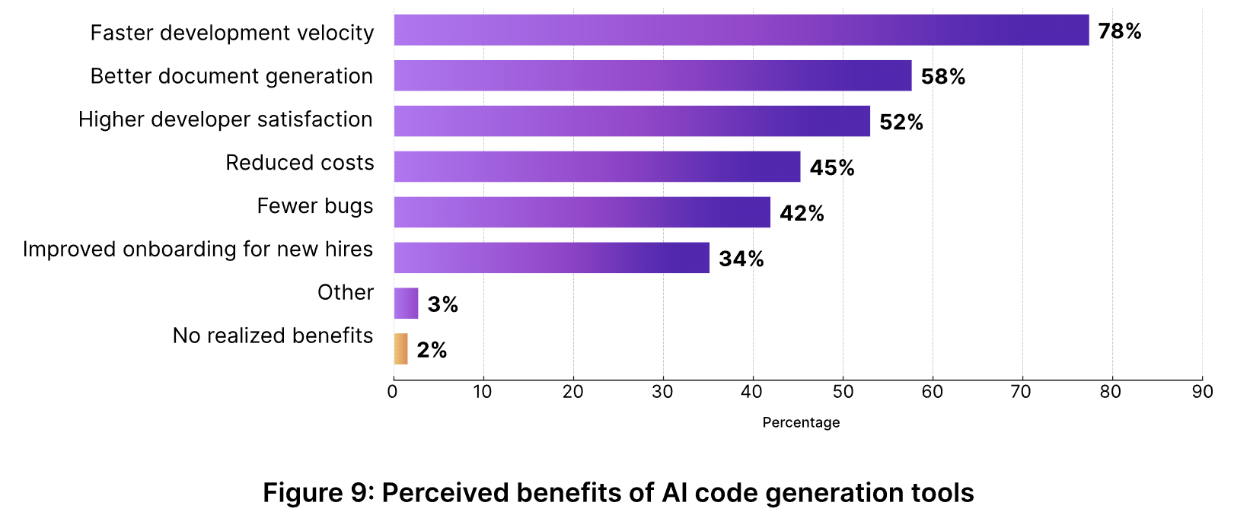 Faster development velocity 78%
Better document generation 58%
Higher developer satisfaction 52%
Reduced costs 45%
Fewer bugs 42%
Improved onboarding for new hires 34%
Other 3%
No realized benefits 2%
0 10 20 30 40 50 60 70 80 90
Percentage
Figure 9: Perceived benefits of AI code generation tools